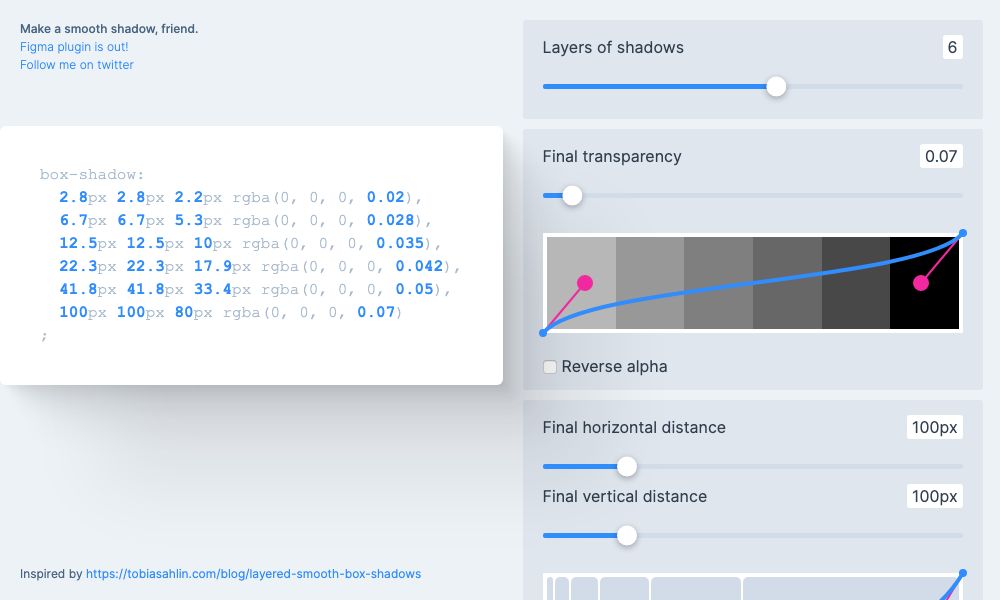 Make a smooth shadow, friend.
Figma plugin is out!
Follow me on twitter
box-shadow:
2.8px 2.8px 2.2px rgba(0, 0, 0, 0.02),
6.7px 6.7px 5.3px rgba(0, 0, 0, 0.028),
12.5px 12.5px 10px rgba(0, 0, 0, 0.035),
22.3px 22.3px 17.9px rgba(0, 0, 0, 0.042),
41.8px 41.8px 33.4px rgba(0, 0, 0, 0.05),
100px 100px 80px rgba(0, 0, 0, 0.07)
;
Inspired by https://tobiasahlin.com/blog/layered-smooth-box-shadows
Layers of shadows 6
Final transparency 0.07
Reverse alpha
Final horizontal distance 100px
Final vertical distance 100px